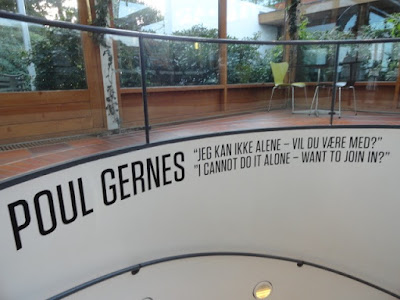 POUL GERNES
"JEG KAN IKKE ALENE – VIL DU VÆRE MED?"
"I CANNOT DO IT ALONE – WANT TO JOIN IN?"